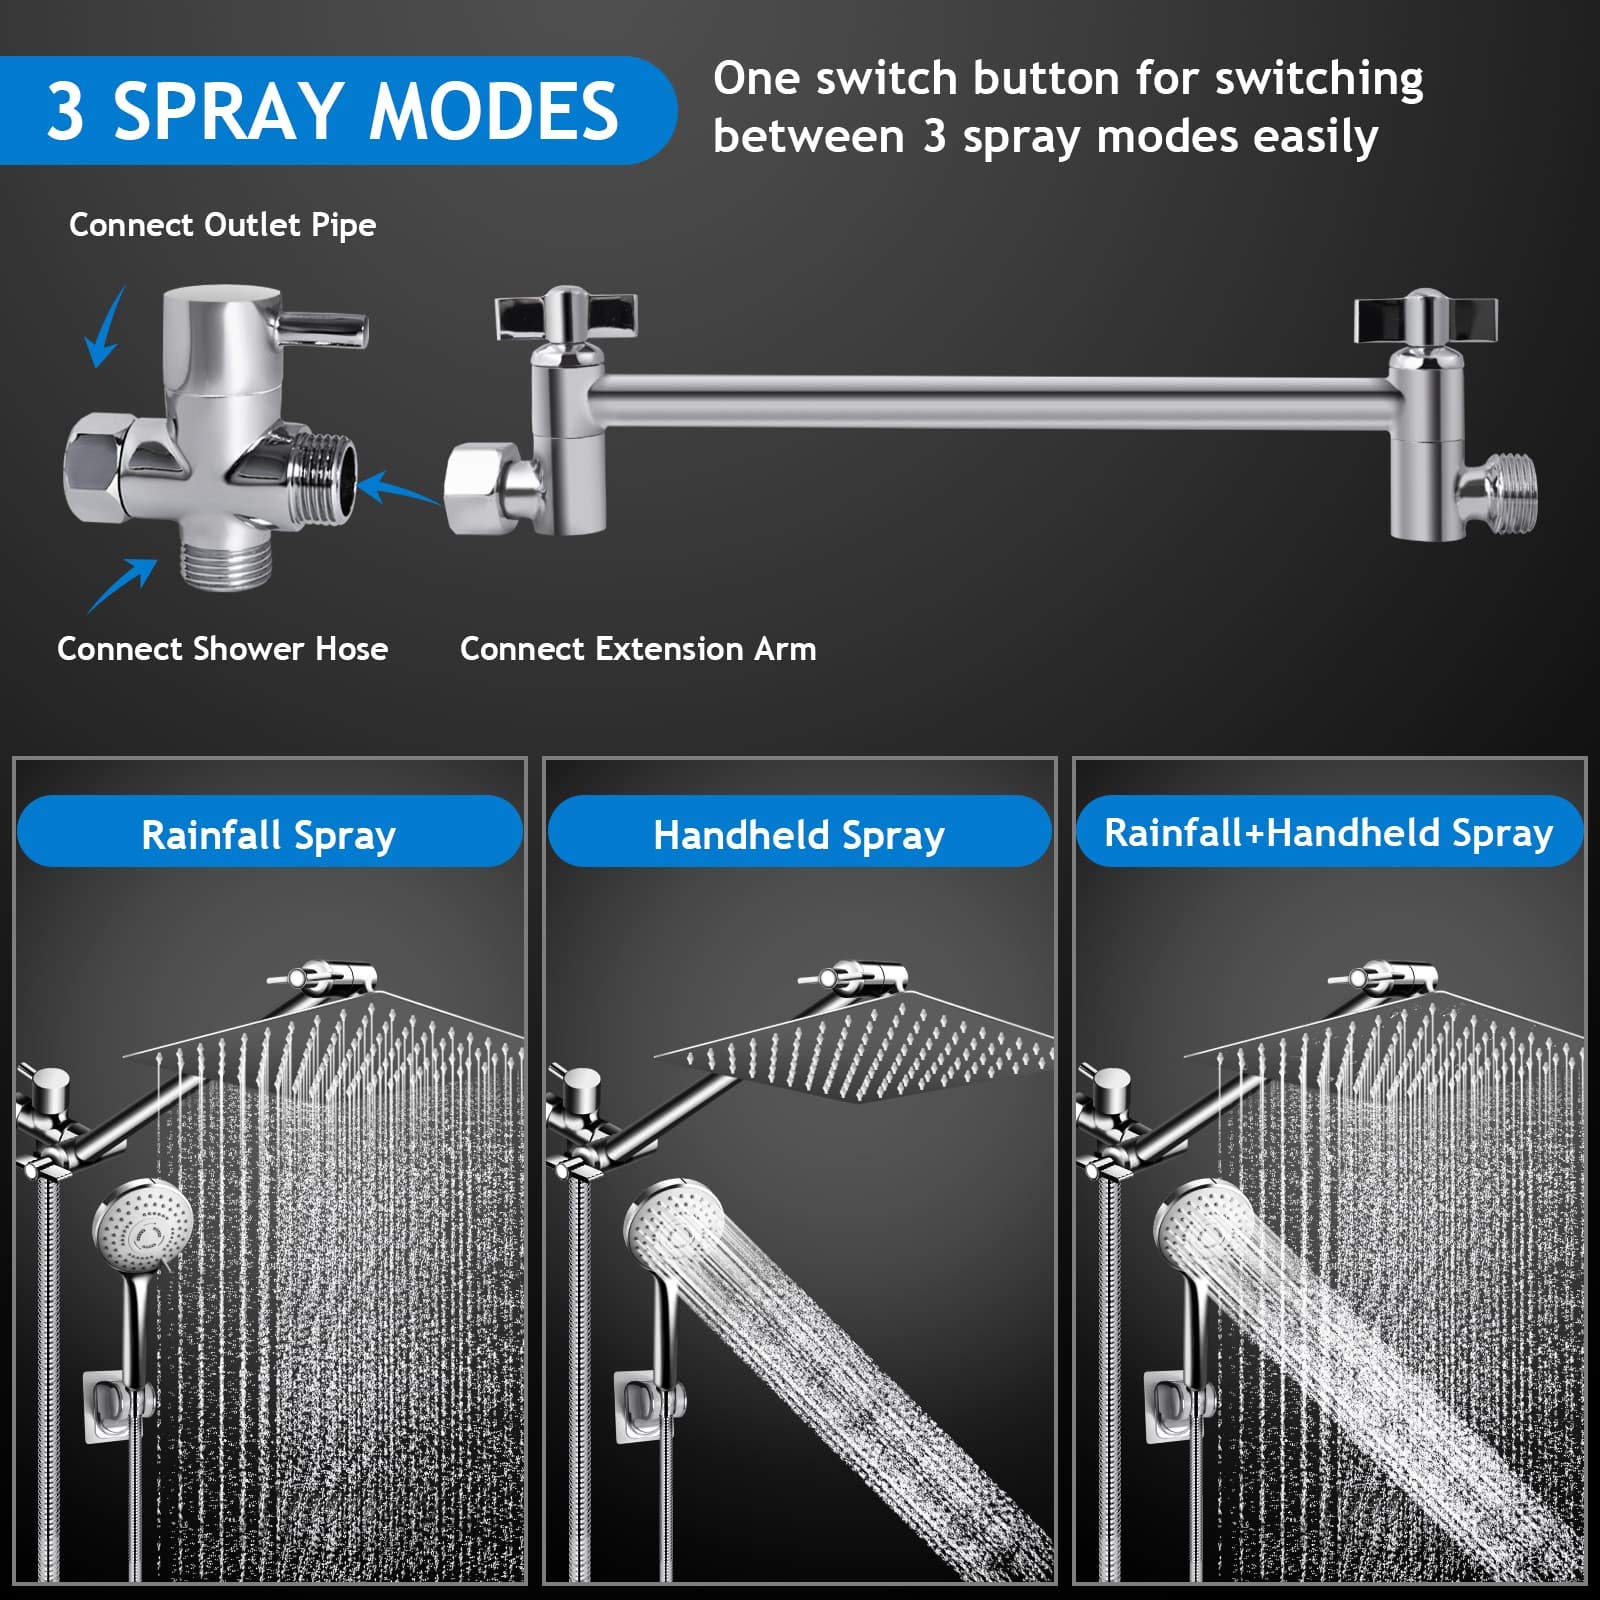 3 SPRAY MODES
One switch button for switching
between 3 spray modes easily
Connect Outlet Pipe
Connect Shower Hose
Connect Extension Arm
Rainfall Spray
Handheld Spray
Rainfall+Handheld Spray